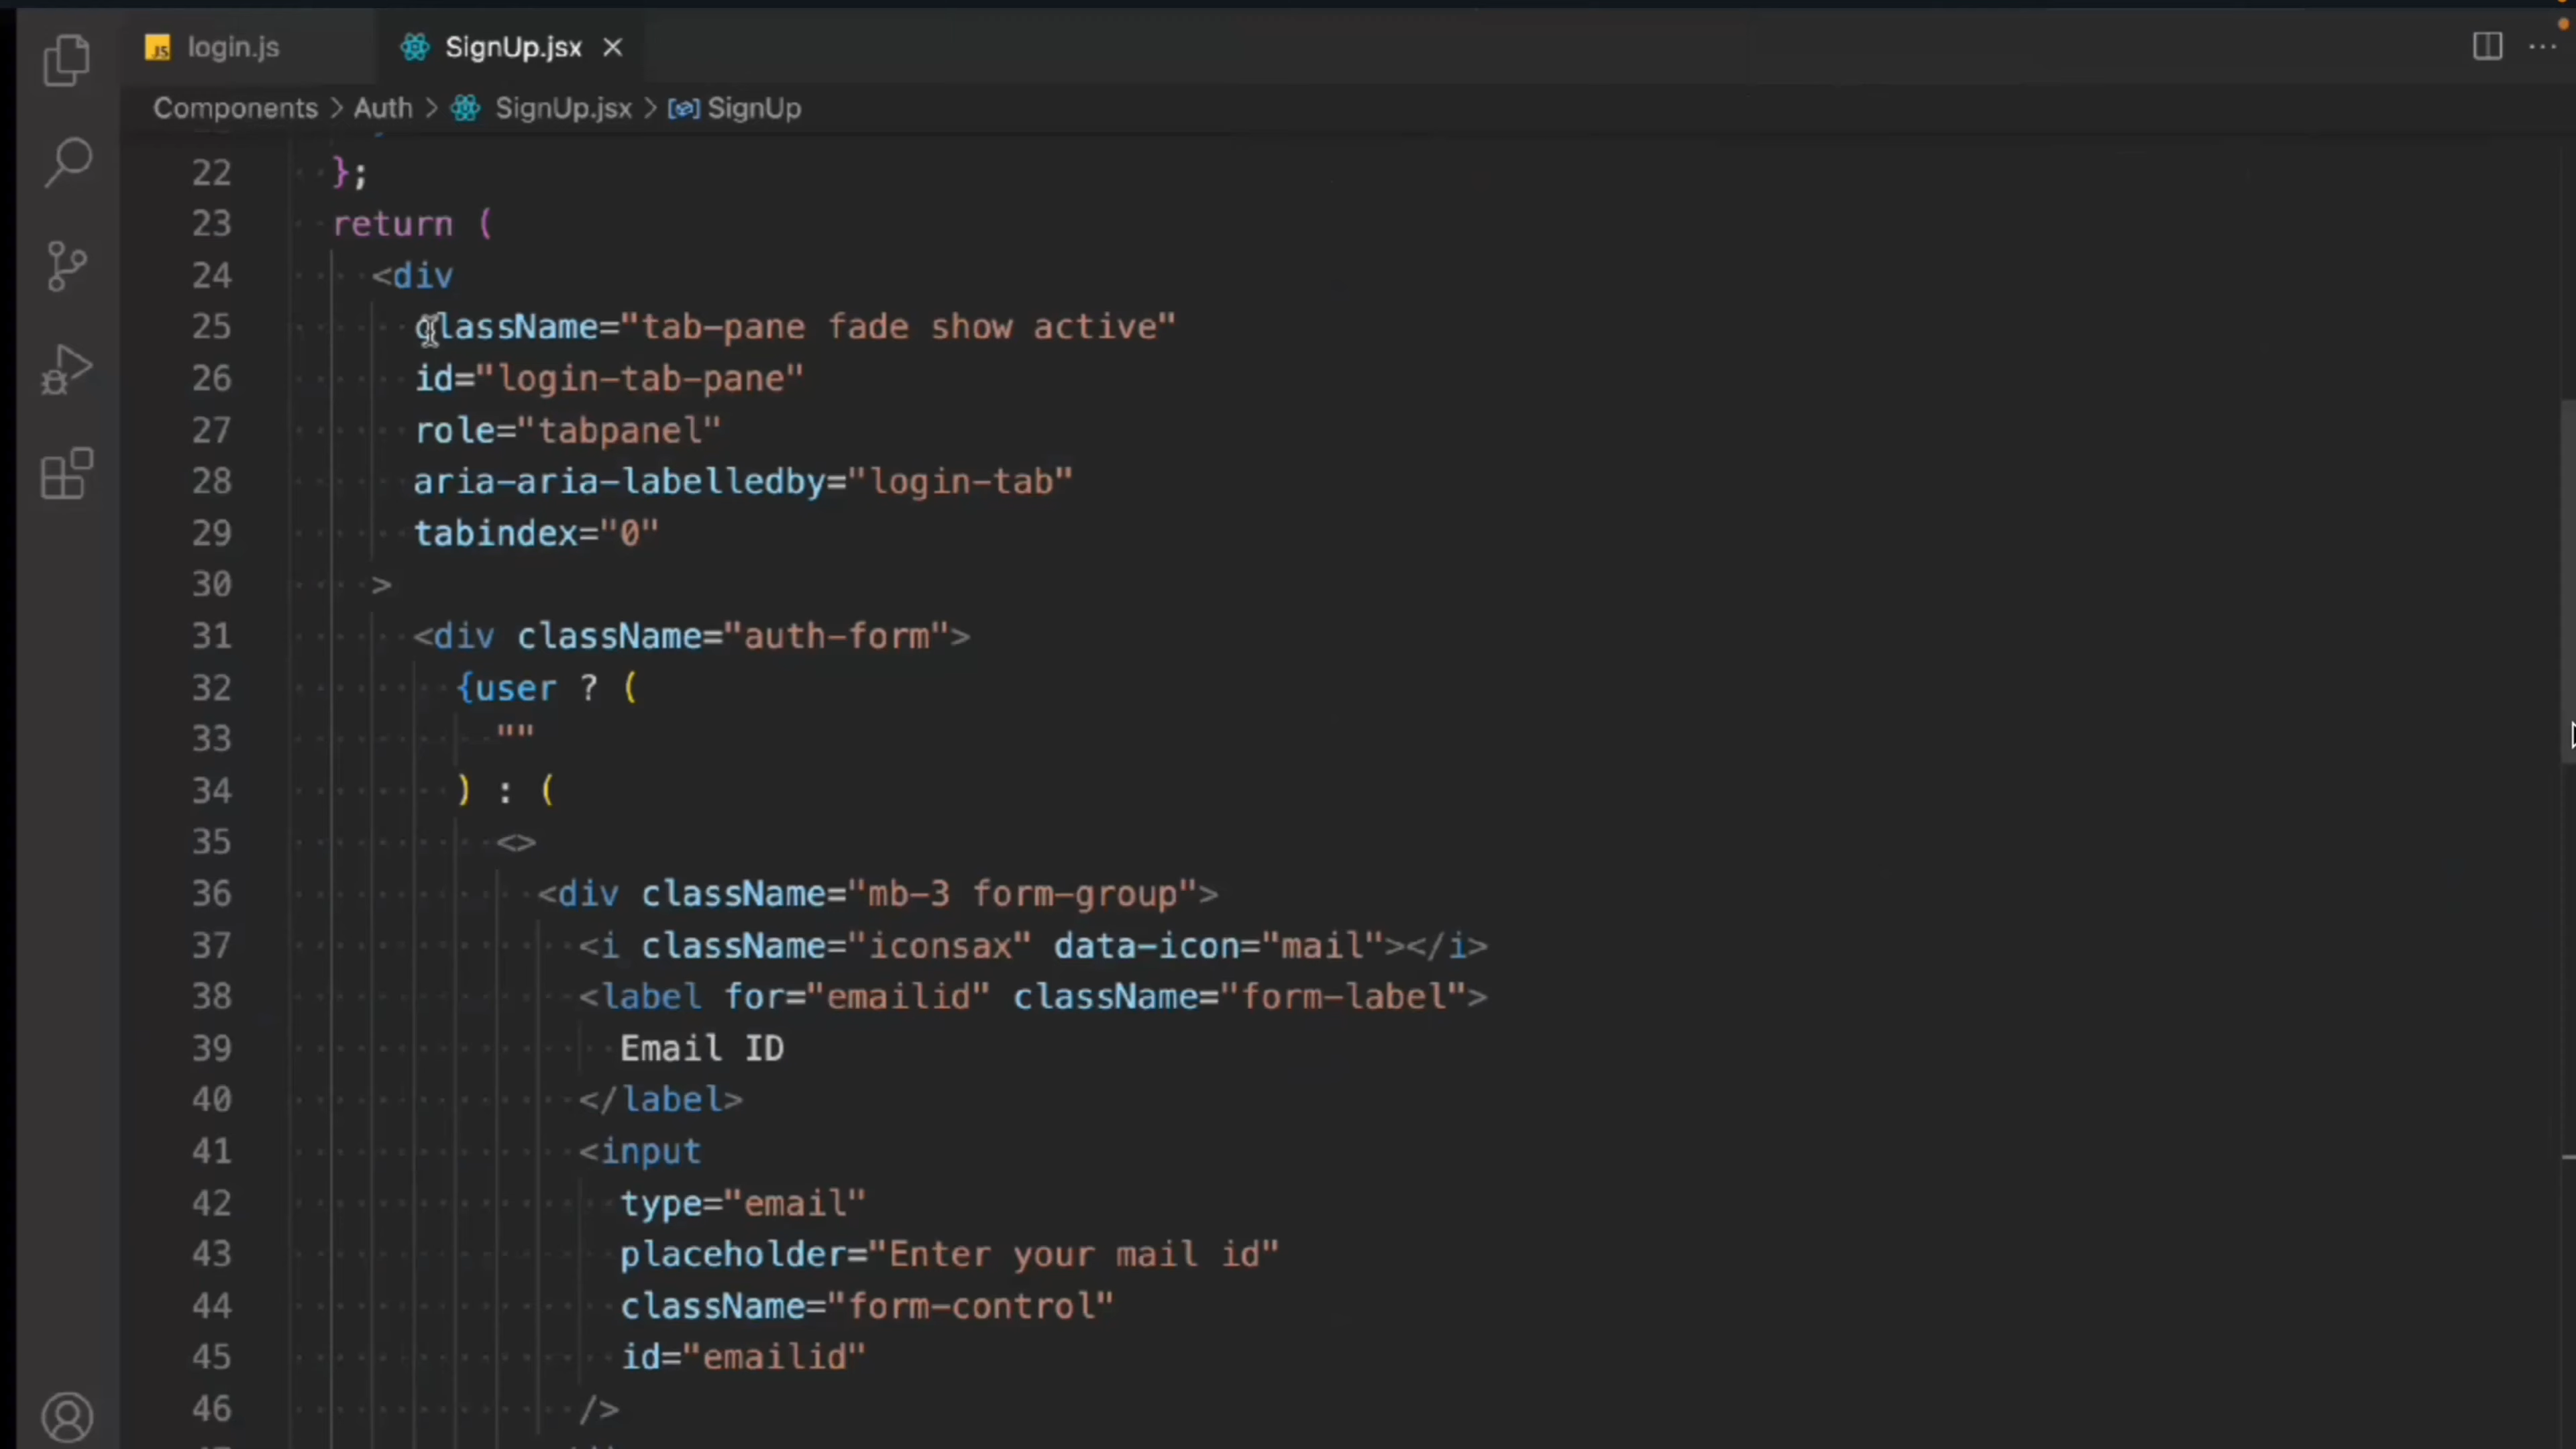 login.js SignUp.jsx
Components > Auth > SignUp.jsx > SignUp
22 };
23 return (
24 <div
25 className="tab-pane fade show active"
26 id="login-tab-pane"
27 role="tabpanel"
28 aria-aria-labelledby="login-tab"
29 tabindex="0"
30 >
31 <div className="auth-form">
32 {user ? (
33 ""
34 ) : (
35 <>
36 <div className="mb-3 form-group">
37 <i className="iconsax" data-icon="mail"></i>
38 <label for="emailid" className="form-label">
39 Email ID
40 </label>
41 <input
42 type="email"
43 placeholder="Enter your mail id"
44 className="form-control"
45 id="emailid"
46 />